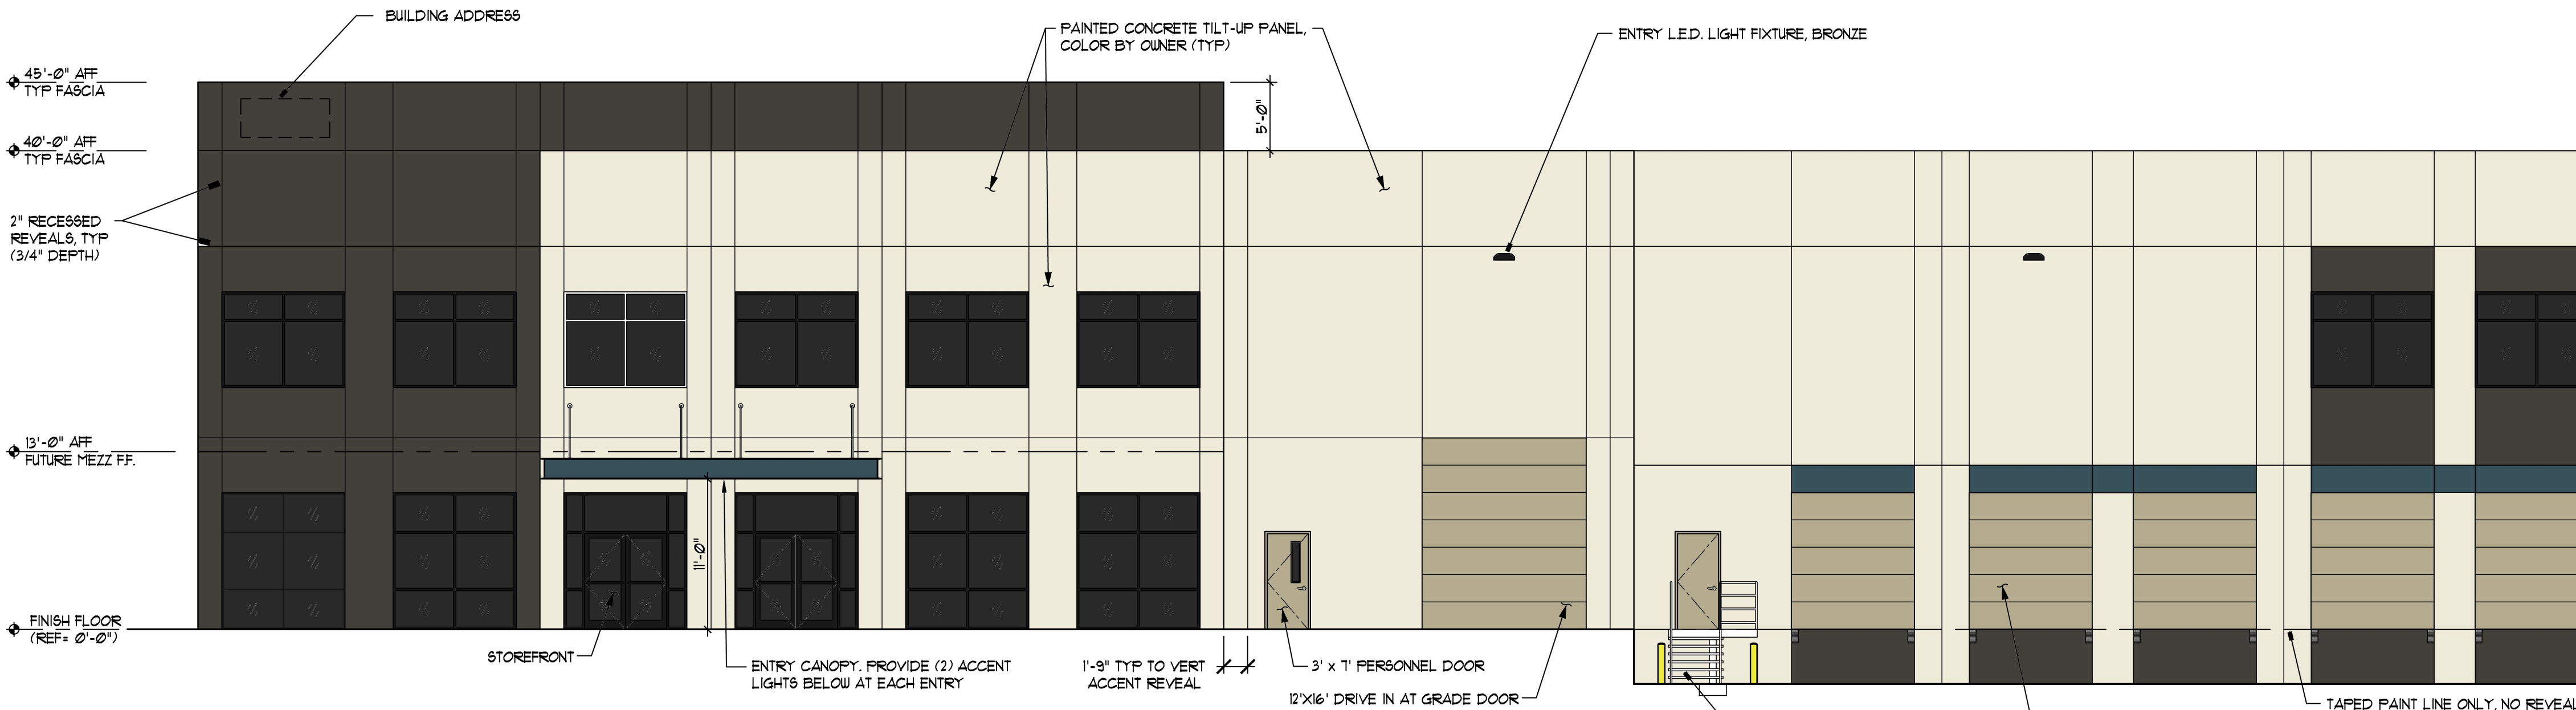 BUILDING ADDRESS
PAINTED CONCRETE TILT-UP PANEL,
COLOR BY OWNER (TYP)
ENTRY L.E.D. LIGHT FIXTURE, BRONZE
45'-0" AFF
TYP FASCIA
5'-0"
40'-0" AFF
TYP FASCIA
2" RECESSED
REVEALS, TYP
(3/4" DEPTH)
13'-0" AFF
FUTURE MEZZ F.F.
11'-0"
FINISH FLOOR
(REF= 0'-0")
STOREFRONT
ENTRY CANOPY. PROVIDE (2) ACCENT
LIGHTS BELOW AT EACH ENTRY
1'-9" TYP TO VERT
ACCENT REVEAL
3' x 7' PERSONNEL DOOR
12'X16' DRIVE IN AT GRADE DOOR
TAPED PAINT LINE ONLY, NO REVEAL